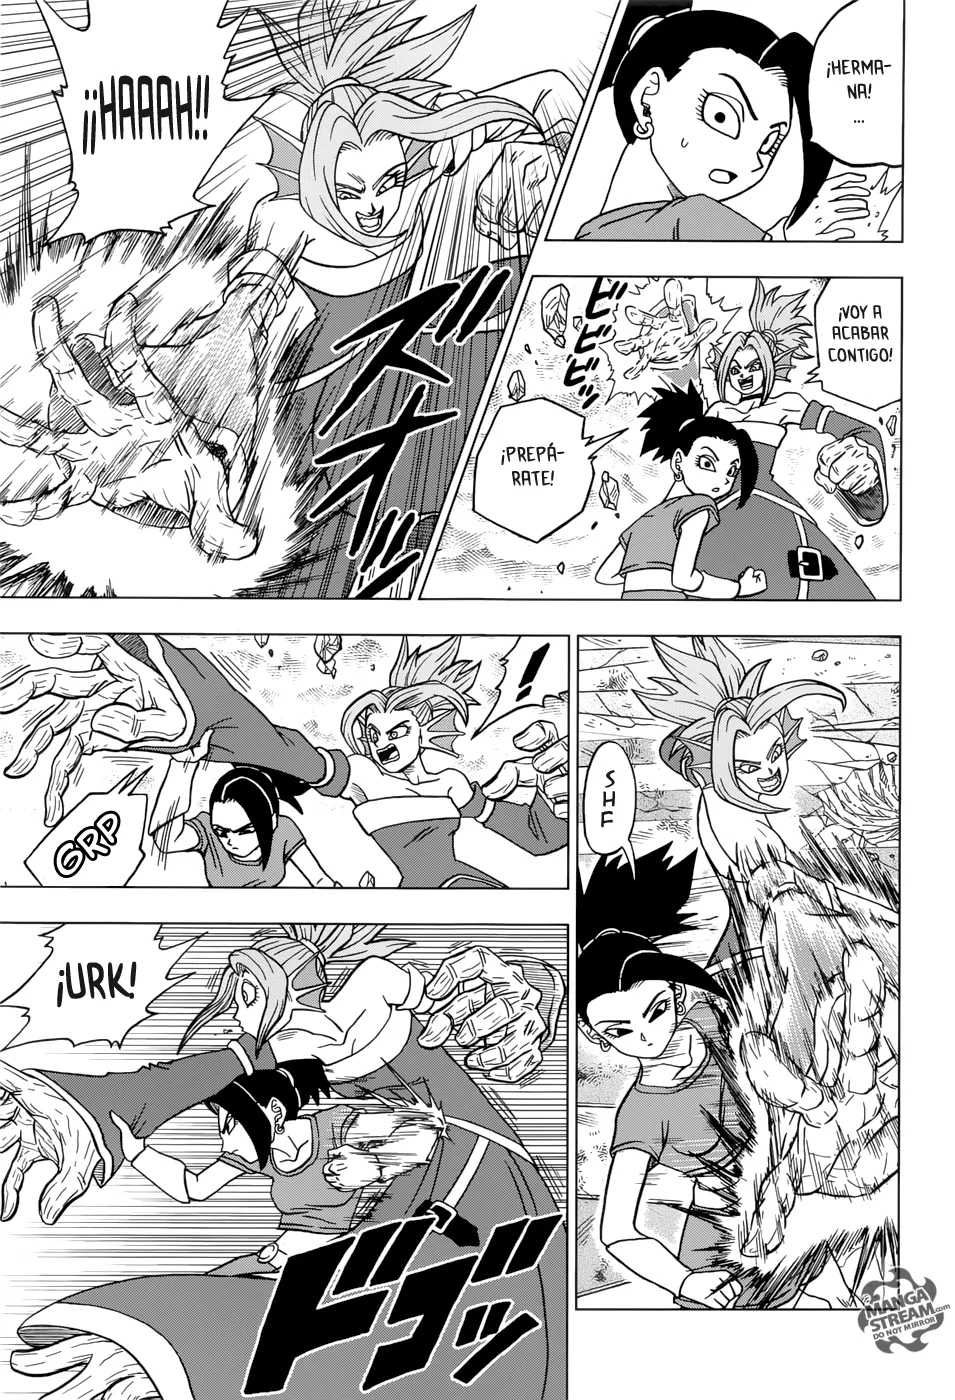 ¡HERMA-
NA!
...
¡VOY A
ACABAR
CONTIGO!
ビビビッ
¡PREPÁ-
RATE!
¡¡HAAAH!!
ズオッ
SHF
!
GRP
¡URK!
ドゴッ
MANGA
STREAM.com
DO NOT MIRROR!